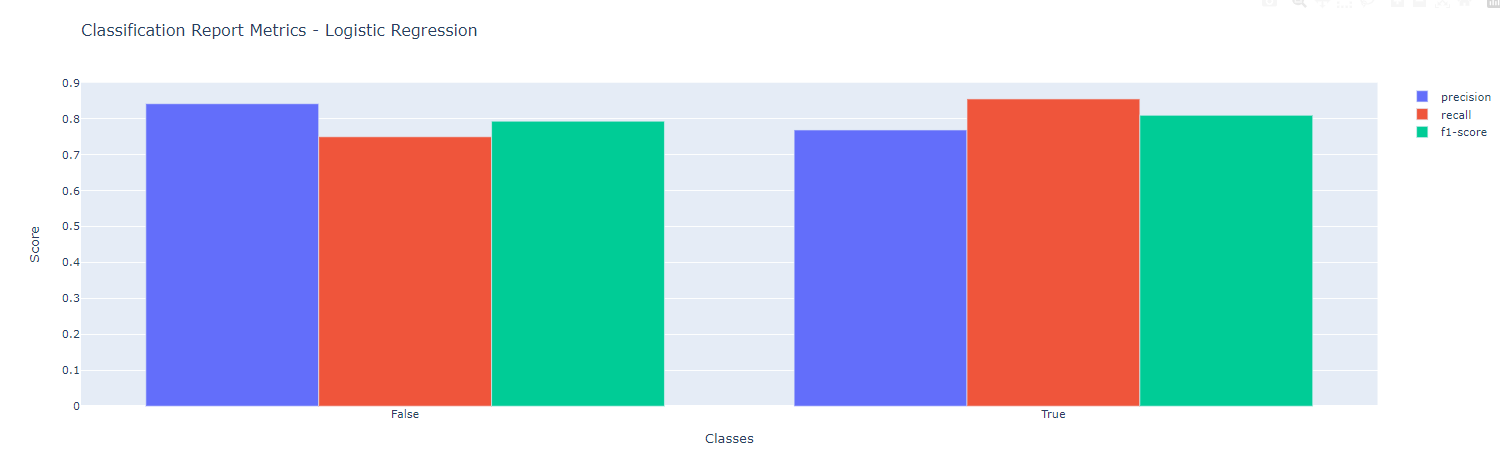 Classification Report Metrics - Logistic Regression
0.9
0.8
0.7
0.6
0.5
0.4
0.3
0.2
0.1
0
Score
False
True
Classes
precision
recall
f1-score